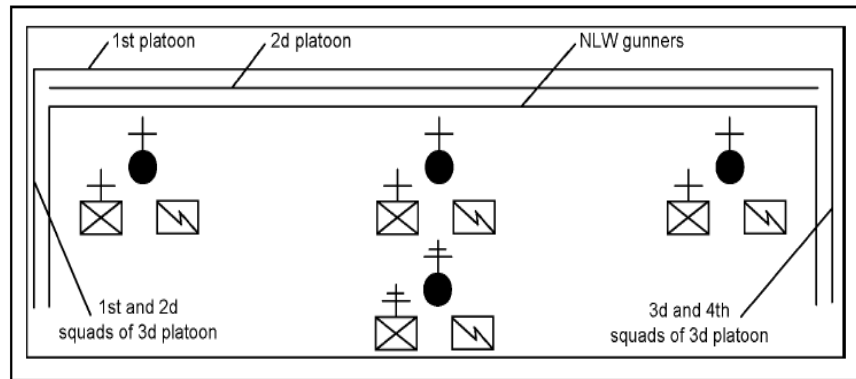 1st platoon
2d platoon
NLW gunners
1st and 2d
squads of 3d platoon
3d and 4th
squads of 3d platoon